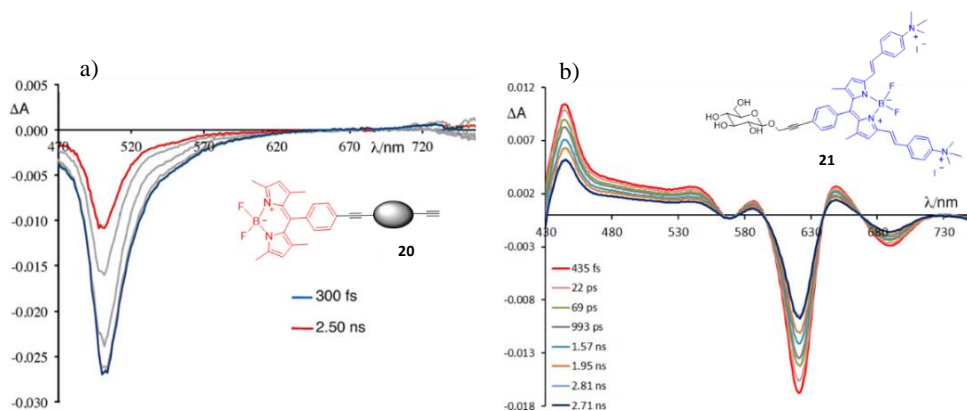 a)
0.005
ΔA
0.000
470
520
570
620
670
720
λ/nm
-0.005
-0.010
-0.015
-0.020
-0.025
-0.030
F
F
B⁻
N
N
+
20
300 fs
2.50 ns
b)
0.012
ΔA
0.007
0.002
-0.003
-0.008
-0.013
-0.018
430
480
530
580
630
680
730
λ/nm
OH
HO
HO
OH
O
O
N
+
I⁻
F
F
B⁻
N
N
+
N
+
I⁻
21
435 fs
22 ps
69 ps
993 ps
1.57 ns
1.95 ns
2.81 ns
2.71 ns